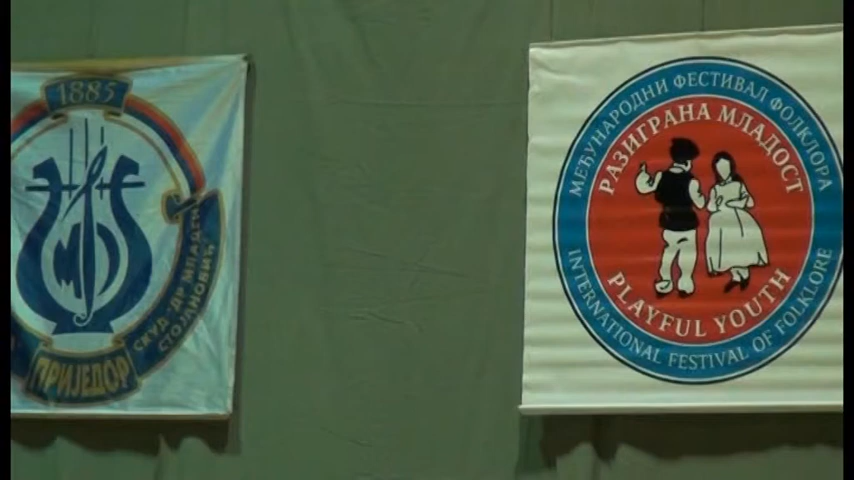 1885
СКУД "ДР МЛАДЕН
СТОЈАНОВИЋ"
ПРИЈЕДОР
МЕЂУНАРОДНИ ФЕСТИВАЛ ФОЛКЛОРА
РАЗИГРАНА МЛАДОСТ
PLAYFUL YOUTH
INTERNATIONAL FESTIVAL OF FOLKLORE